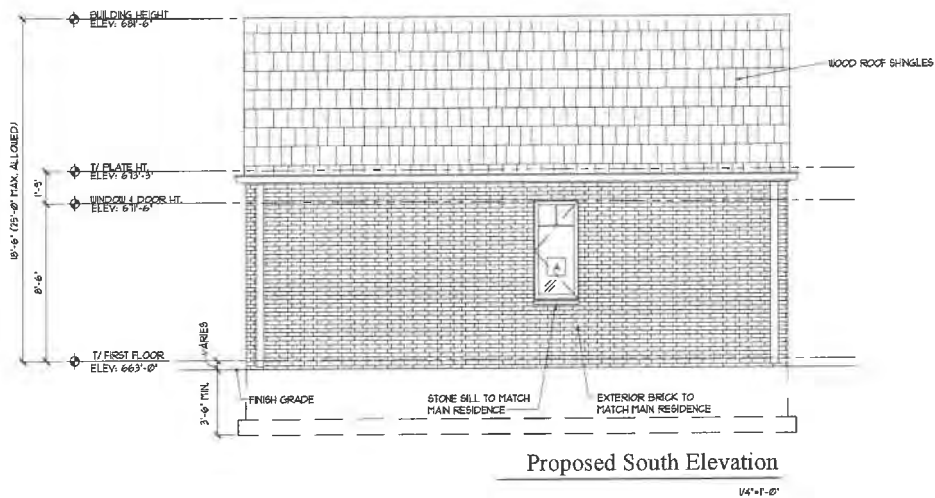 BUILDING HEIGHT
ELEV: 681'-6"
WOOD ROOF SHINGLES
18'-6" (25'-0" MAX. ALLOWED)
T/ PLATE HT.
ELEV: 673'-3"
1'-9"
WINDOW & DOOR HT.
ELEV: 671'-6"
8'-6"
A
VARIES
T/ FIRST FLOOR
ELEV: 663'-0"
3'-6" MIN.
FINISH GRADE
STONE SILL TO MATCH
MAIN RESIDENCE
EXTERIOR BRICK TO
MATCH MAIN RESIDENCE
Proposed South Elevation
1/4"=1'-0"